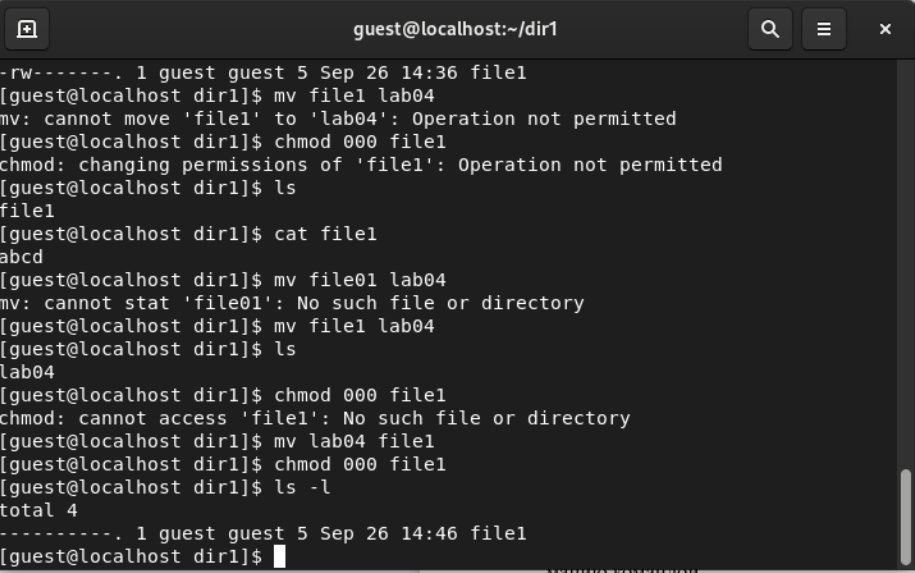 guest@localhost:~/dir1
-rw-------. 1 guest guest 5 Sep 26 14:36 file1
[guest@localhost dir1]$ mv file1 lab04
mv: cannot move 'file1' to 'lab04': Operation not permitted
[guest@localhost dir1]$ chmod 000 file1
chmod: changing permissions of 'file1': Operation not permitted
[guest@localhost dir1]$ ls
file1
[guest@localhost dir1]$ cat file1
abcd
[guest@localhost dir1]$ mv file01 lab04
mv: cannot stat 'file01': No such file or directory
[guest@localhost dir1]$ mv file1 lab04
[guest@localhost dir1]$ ls
lab04
[guest@localhost dir1]$ chmod 000 file1
chmod: cannot access 'file1': No such file or directory
[guest@localhost dir1]$ mv lab04 file1
[guest@localhost dir1]$ chmod 000 file1
[guest@localhost dir1]$ ls -l
total 4
----------. 1 guest guest 5 Sep 26 14:46 file1
[guest@localhost dir1]$